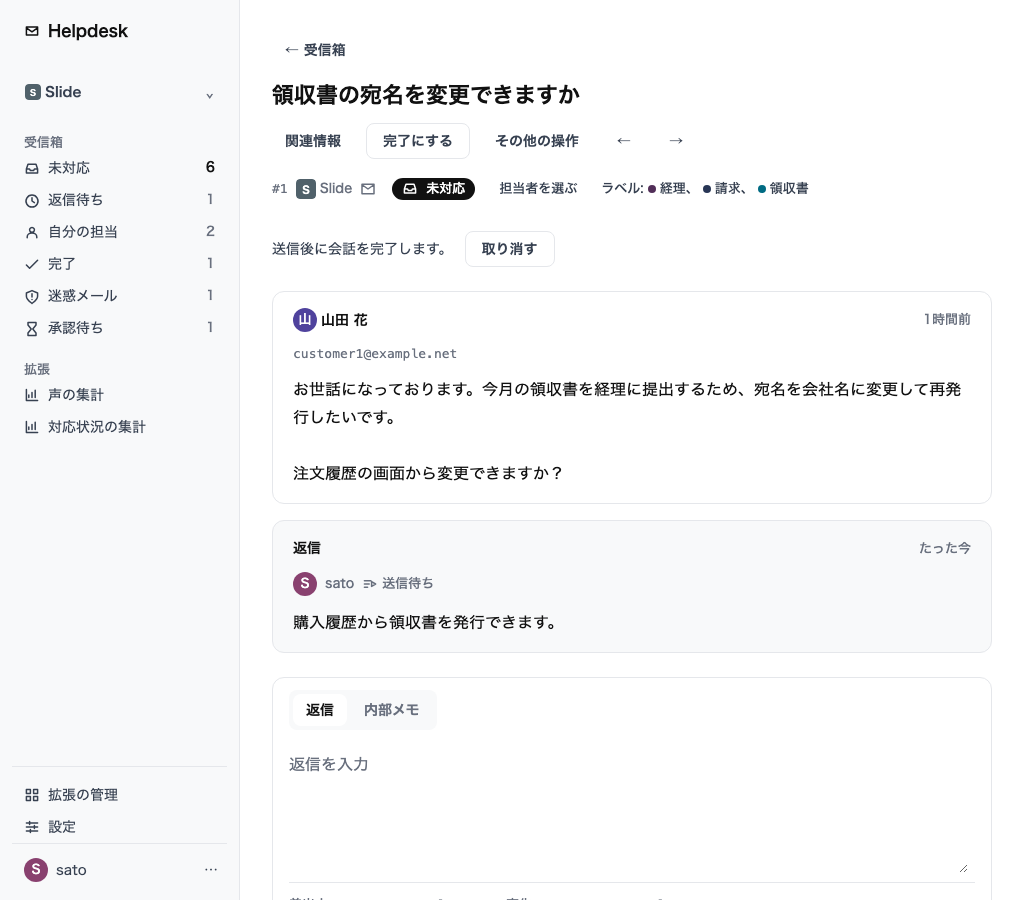 Helpdesk
S Slide
受信箱
未対応 6
返信待ち 1
自分の担当 2
完了 1
迷惑メール 1
承認待ち 1
拡張
声の集計
対応状況の集計
拡張の管理
設定
S sato ...
← 受信箱
領収書の宛名を変更できますか
関連情報 完了にする その他の操作 ← →
#1 S Slide 未対応 担当者を選ぶ ラベル: 経理、 請求、 領収書
送信後に会話を完了します。 取り消す
山 山田 花 1時間前
customer1@example.net
お世話になっております。今月の領収書を経理に提出するため、宛名を会社名に変更して再発
行したいです。
注文履歴の画面から変更できますか？
返信 たった今
S sato 送信待ち
購入履歴から領収書を発行できます。
返信 内部メモ
返信を入力